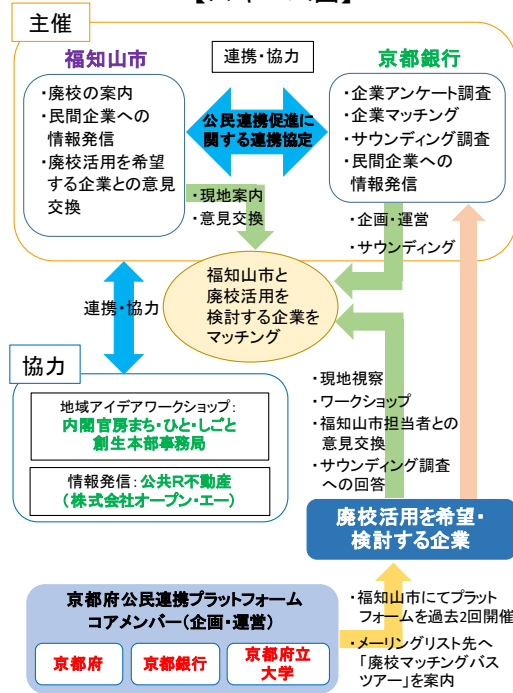 主催
福知山市
・廃校の案内
・民間企業への
情報発信
・廃校活用を希望
する企業との意見
交換
連携・協力
公民連携促進に
関する連携協定
京都銀行
・企業アンケート調査
・企業マッチング
・サウンディング調査
・民間企業への
情報発信
・現地案内
・意見交換
・企画・運営
・サウンディング
福知山市と
廃校活用を
検討する企業を
マッチング
連携・協力
協力
地域アイデアワークショップ：
内閣官房まち・ひと・しごと
創生本部事務局
情報発信：公共R不動産
（株式会社オープン・エー）
・現地視察
・ワークショップ
・福知山市担当者との
意見交換
・サウンディング調査
への回答
廃校活用を希望・
検討する企業
京都府公民連携プラットフォーム
コアメンバー（企画・運営）
京都府
京都銀行
京都府立
大学
・福知山市にてプラット
フォームを過去2回開催
・メーリングリスト先へ
「廃校マッチングバス
ツアー」を案内